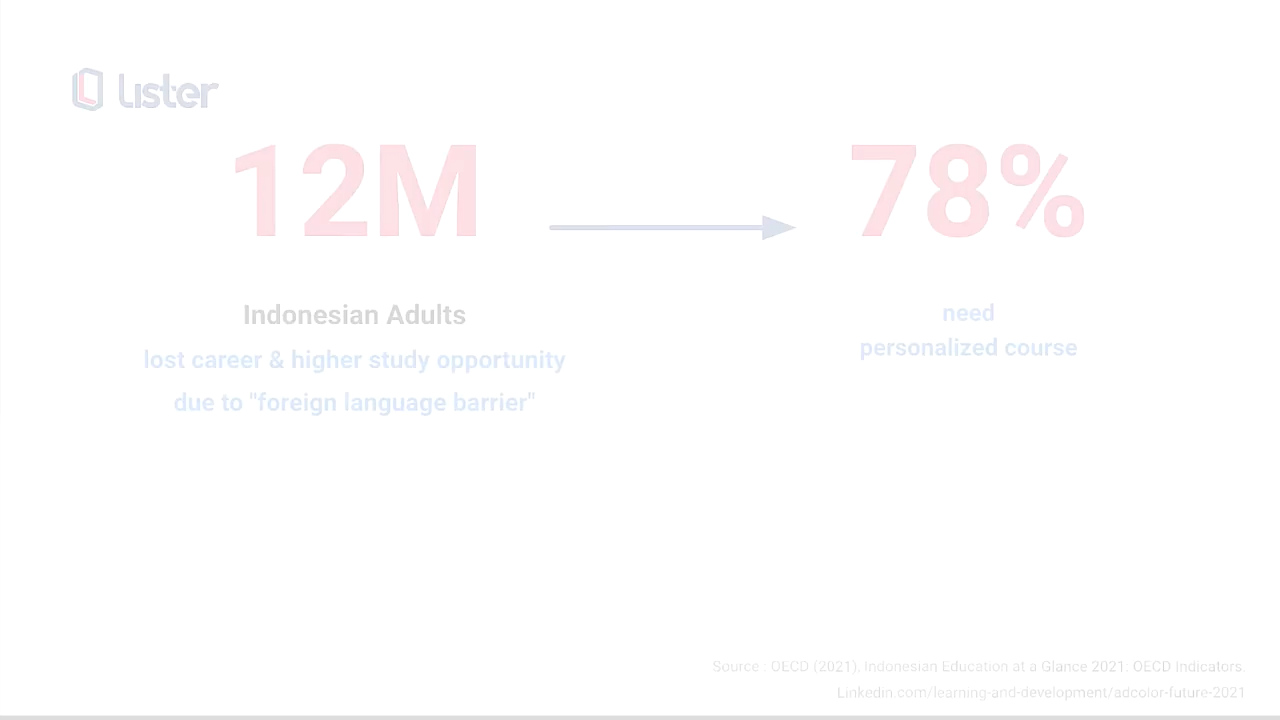 Lister
12M
78%
Indonesian Adults
lost career & higher study opportunity
due to "foreign language barrier"
need
personalized course
Source : OECD (2021). Indonesian Education at a Glance 2021: OECD Indicators.
Linkedin.com/learning-and-development/adcolor-future-2021